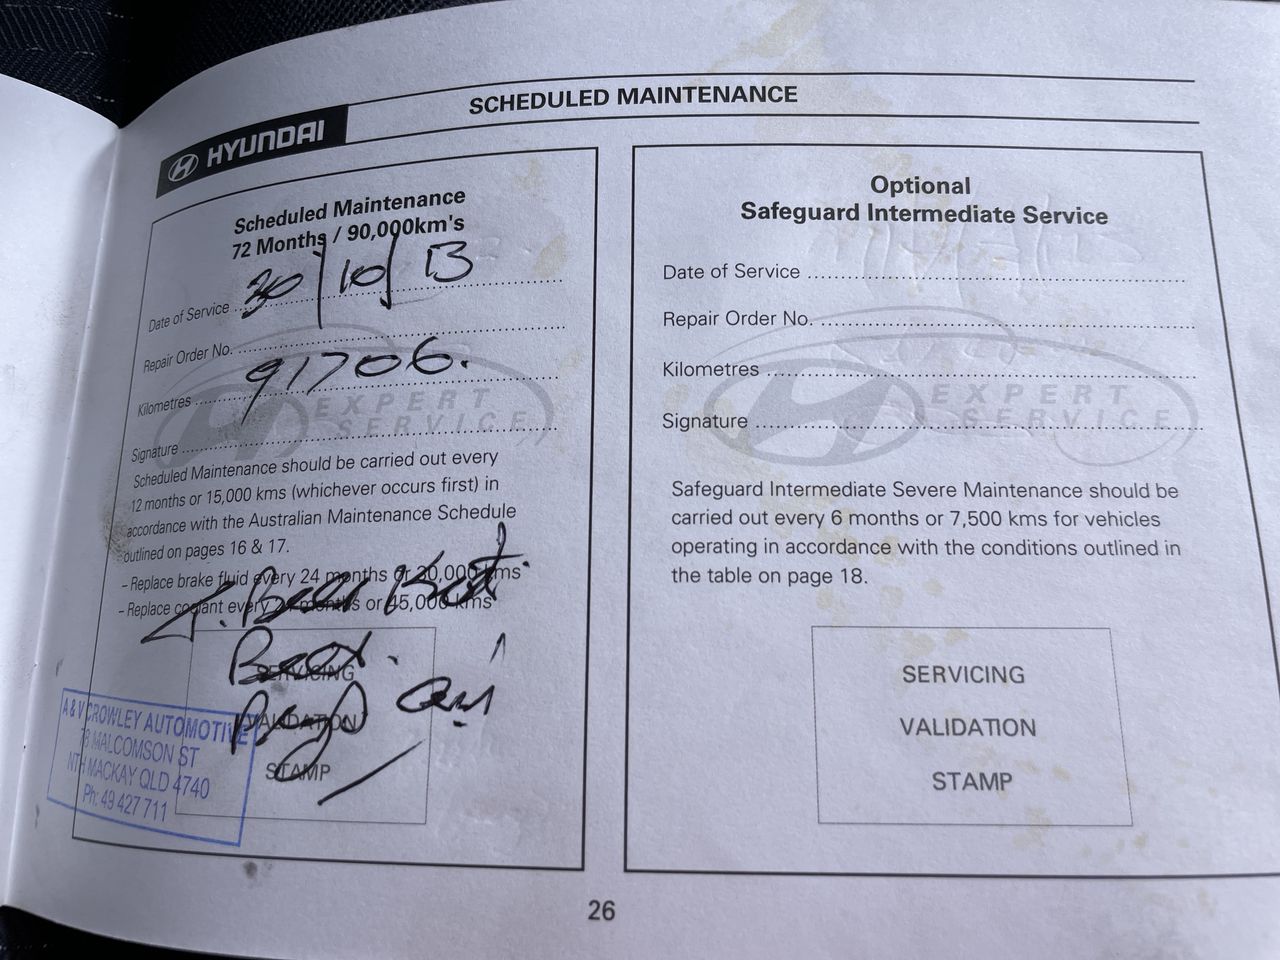 SCHEDULED MAINTENANCE
HYUNDAI
Scheduled Maintenance
72 Months / 90,000km's
Date of Service 30/10/13
Repair Order No.
Kilometres 91706.
EXPERT
SERVICE
Signature
Scheduled Maintenance should be carried out every
12 months or 15,000 kms (whichever occurs first) in
accordance with the Australian Maintenance Schedule
outlined on pages 16 & 17.
- Replace brake fluid every 24 months or 30,000 kms
- Replace coolant every 24 months or 45,000 kms
SERVICING
VALIDATION
STAMP
A & V CROWLEY AUTOMOTIVE
78 MALCOMSON ST
NTH MACKAY QLD 4740
Ph: 49 427 711
Optional
Safeguard Intermediate Service
Date of Service
Repair Order No.
Kilometres
EXPERT
SERVICE
Signature
Safeguard Intermediate Severe Maintenance should be
carried out every 6 months or 7,500 kms for vehicles
operating in accordance with the conditions outlined in
the table on page 18.
SERVICING
VALIDATION
STAMP
26